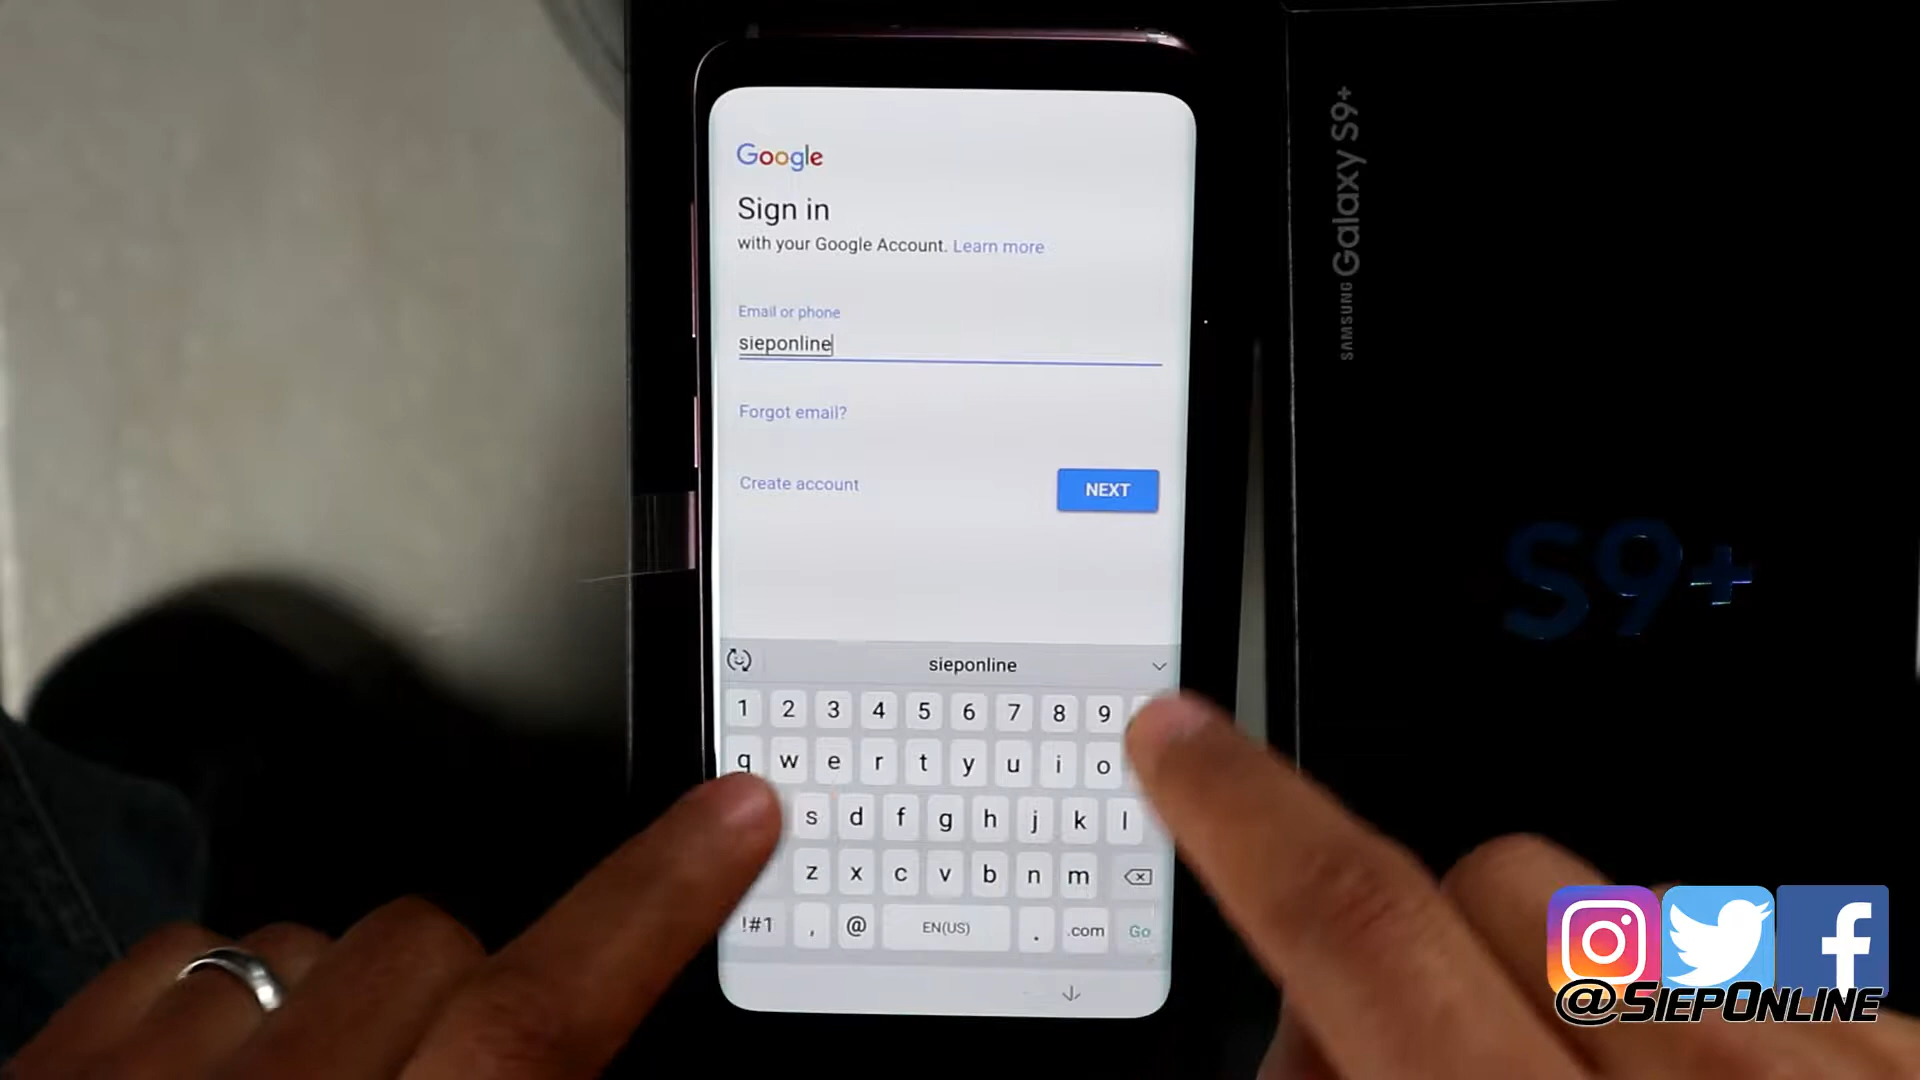 Google
Sign in
with your Google Account. Learn more
Email or phone
sieponline
Forgot email?
Create account
NEXT
sieponline
1 2 3 4 5 6 7 8 9
q w e r t y u i o
s d f g h j k l
z x c v b n m
!#1 , @ EN(US) . .com Go
SAMSUNG Galaxy S9+
S9+
@SiepOnline